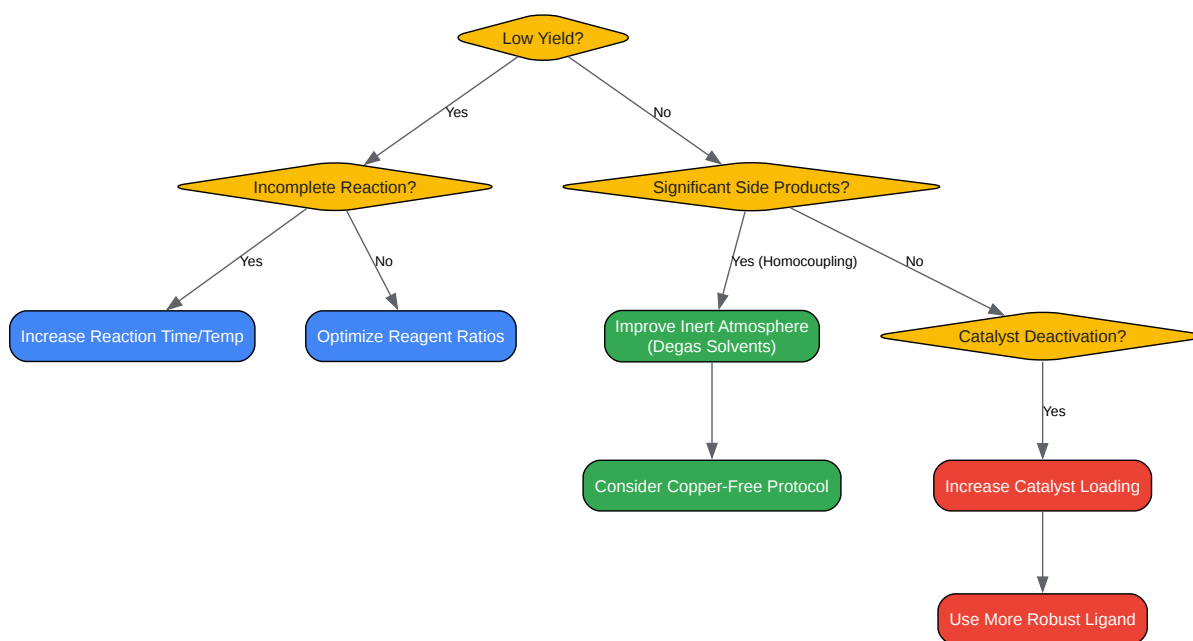 Low Yield?
Yes
No
Incomplete Reaction?
Significant Side Products?
Yes
No
Yes (Homocoupling)
No
Increase Reaction Time/Temp
Optimize Reagent Ratios
Improve Inert Atmosphere
(Degas Solvents)
Catalyst Deactivation?
Yes
Consider Copper-Free Protocol
Increase Catalyst Loading
Use More Robust Ligand